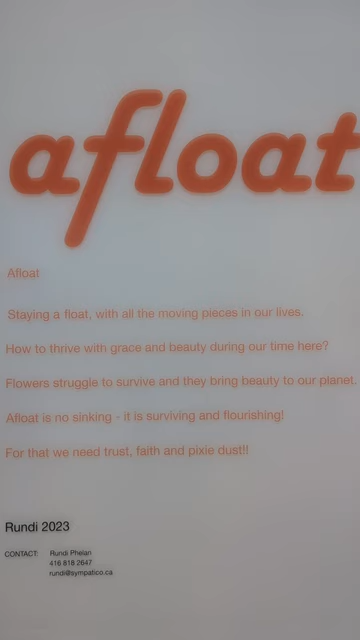 afloat
Afloat
Staying a float, with all the moving pieces in our lives.
How to thrive with grace and beauty during our time here?
Flowers struggle to survive and they bring beauty to our planet.
Afloat is no sinking - it is surviving and flourishing!
For that we need trust, faith and pixie dust!!
Rundi 2023
CONTACT: Rundi Phelan
416 818 2647
rundi@sympatico.ca